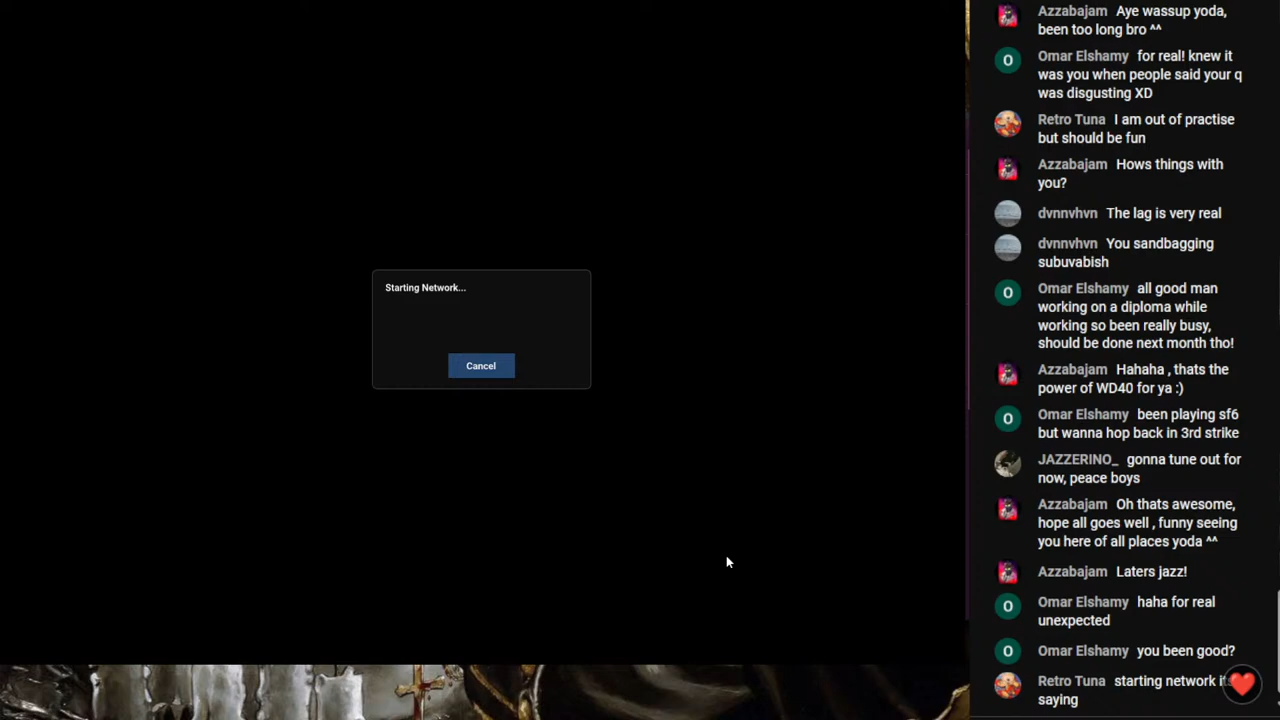 Starting Network...
Cancel
Azzabajam Aye wassup yoda,
been too long bro ^^
O
Omar Elshamy for real! knew it
was you when people said your q
was disgusting XD
Retro Tuna I am out of practise
but should be fun
Azzabajam Hows things with
you?
dvnnvhvn The lag is very real
dvnnvhvn You sandbagging
subuvabish
O
Omar Elshamy all good man
working on a diploma while
working so been really busy,
should be done next month tho!
Azzabajam Hahaha , thats the
power of WD40 for ya :)
O
Omar Elshamy been playing sf6
but wanna hop back in 3rd strike
JAZZERINO_ gonna tune out for
now, peace boys
Azzabajam Oh thats awesome,
hope all goes well , funny seeing
you here of all places yoda ^^
Azzabajam Laters jazz!
O
Omar Elshamy haha for real
unexpected
O
Omar Elshamy you been good?
Retro Tuna starting network
saying